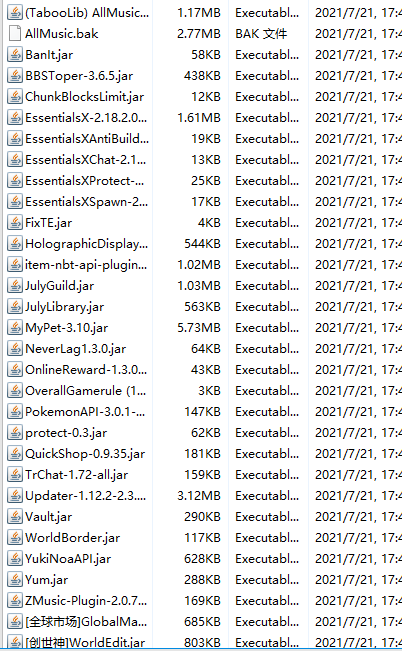 (TabooLib) AllMusic... 1.17MB Executabl... 2021/7/21, 17:4
AllMusic.bak 2.77MB BAK 文件 2021/7/21, 17:4
BanIt.jar 58KB Executabl... 2021/7/21, 17:4
BBSToper-3.6.5.jar 438KB Executabl... 2021/7/21, 17:4
ChunkBlocksLimit.jar 12KB Executabl... 2021/7/21, 17:4
EssentialsX-2.18.2.0... 1.61MB Executabl... 2021/7/21, 17:4
EssentialsXAntiBuild... 19KB Executabl... 2021/7/21, 17:4
EssentialsXChat-2.1... 13KB Executabl... 2021/7/21, 17:4
EssentialsXProtect-... 25KB Executabl... 2021/7/21, 17:4
EssentialsXSpawn-2... 17KB Executabl... 2021/7/21, 17:4
FixTE.jar 4KB Executabl... 2021/7/21, 17:4
HolographicDisplay... 544KB Executabl... 2021/7/21, 17:4
item-nbt-api-plugin... 1.02MB Executabl... 2021/7/21, 17:4
JulyGuild.jar 1.03MB Executabl... 2021/7/21, 17:4
JulyLibrary.jar 563KB Executabl... 2021/7/21, 17:4
MyPet-3.10.jar 5.73MB Executabl... 2021/7/21, 17:4
NeverLag1.3.0.jar 64KB Executabl... 2021/7/21, 17:4
OnlineReward-1.3.0... 43KB Executabl... 2021/7/21, 17:4
OverallGamerule (1... 3KB Executabl... 2021/7/21, 17:4
PokemonAPI-3.0.1-... 147KB Executabl... 2021/7/21, 17:4
protect-0.3.jar 62KB Executabl... 2021/7/21, 17:4
QuickShop-0.9.35.jar 181KB Executabl... 2021/7/21, 17:4
TrChat-1.72-all.jar 159KB Executabl... 2021/7/21, 17:4
Updater-1.12.2-2.3.... 3.12MB Executabl... 2021/7/21, 17:4
Vault.jar 290KB Executabl... 2021/7/21, 17:4
WorldBorder.jar 117KB Executabl... 2021/7/21, 17:4
YukiNoaAPI.jar 628KB Executabl... 2021/7/21, 17:4
Yum.jar 288KB Executabl... 2021/7/21, 17:4
ZMusic-Plugin-2.0.7... 169KB Executabl... 2021/7/21, 17:4
[全球市场]GlobalMa... 685KB Executabl... 2021/7/21, 17:4
[创世神]WorldEdit.jar 803KB Executabl... 2021/7/21, 17:4